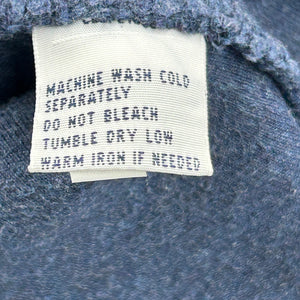 MACHINE WASH COLD
SEPARATELY
DO NOT BLEACH
TUMBLE DRY LOW
WARM IRON IF NEEDED